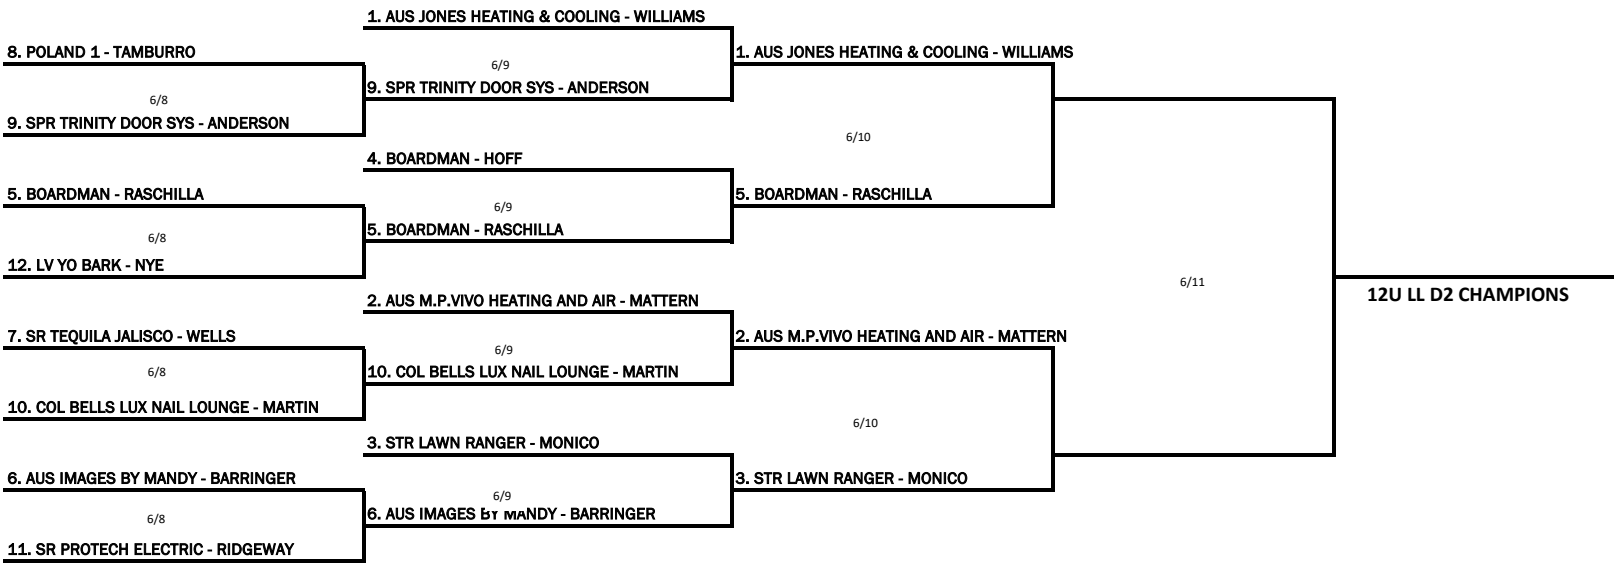 1. AUS JONES HEATING & COOLING - WILLIAMS
8. POLAND 1 - TAMBURRO
1. AUS JONES HEATING & COOLING - WILLIAMS
6/9
9. SPR TRINITY DOOR SYS - ANDERSON
6/8
9. SPR TRINITY DOOR SYS - ANDERSON
6/10
4. BOARDMAN - HOFF
5. BOARDMAN - RASCHILLA
5. BOARDMAN - RASCHILLA
6/9
5. BOARDMAN - RASCHILLA
6/8
12. LV YO BARK - NYE
6/11
12U LL D2 CHAMPIONS
2. AUS M.P.VIVO HEATING AND AIR - MATTERN
7. SR TEQUILA JALISCO - WELLS
2. AUS M.P.VIVO HEATING AND AIR - MATTERN
6/9
6/8
10. COL BELLS LUX NAIL LOUNGE - MARTIN
10. COL BELLS LUX NAIL LOUNGE - MARTIN
6/10
3. STR LAWN RANGER - MONICO
6. AUS IMAGES BY MANDY - BARRINGER
3. STR LAWN RANGER - MONICO
6/9
6. AUS IMAGES BY MANDY - BARRINGER
6/8
11. SR PROTECH ELECTRIC - RIDGEWAY